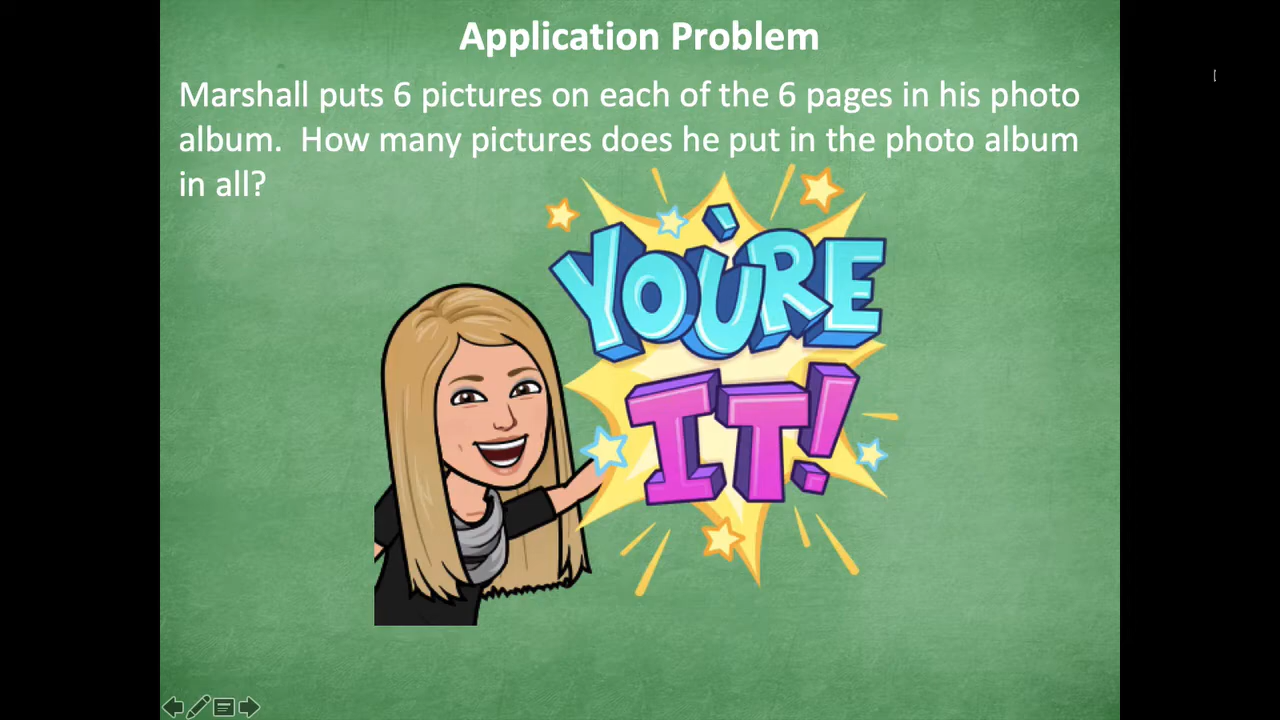 Application Problem
Marshall puts 6 pictures on each of the 6 pages in his photo
album.  How many pictures does he put in the photo album
in all?
YOU'RE
IT!